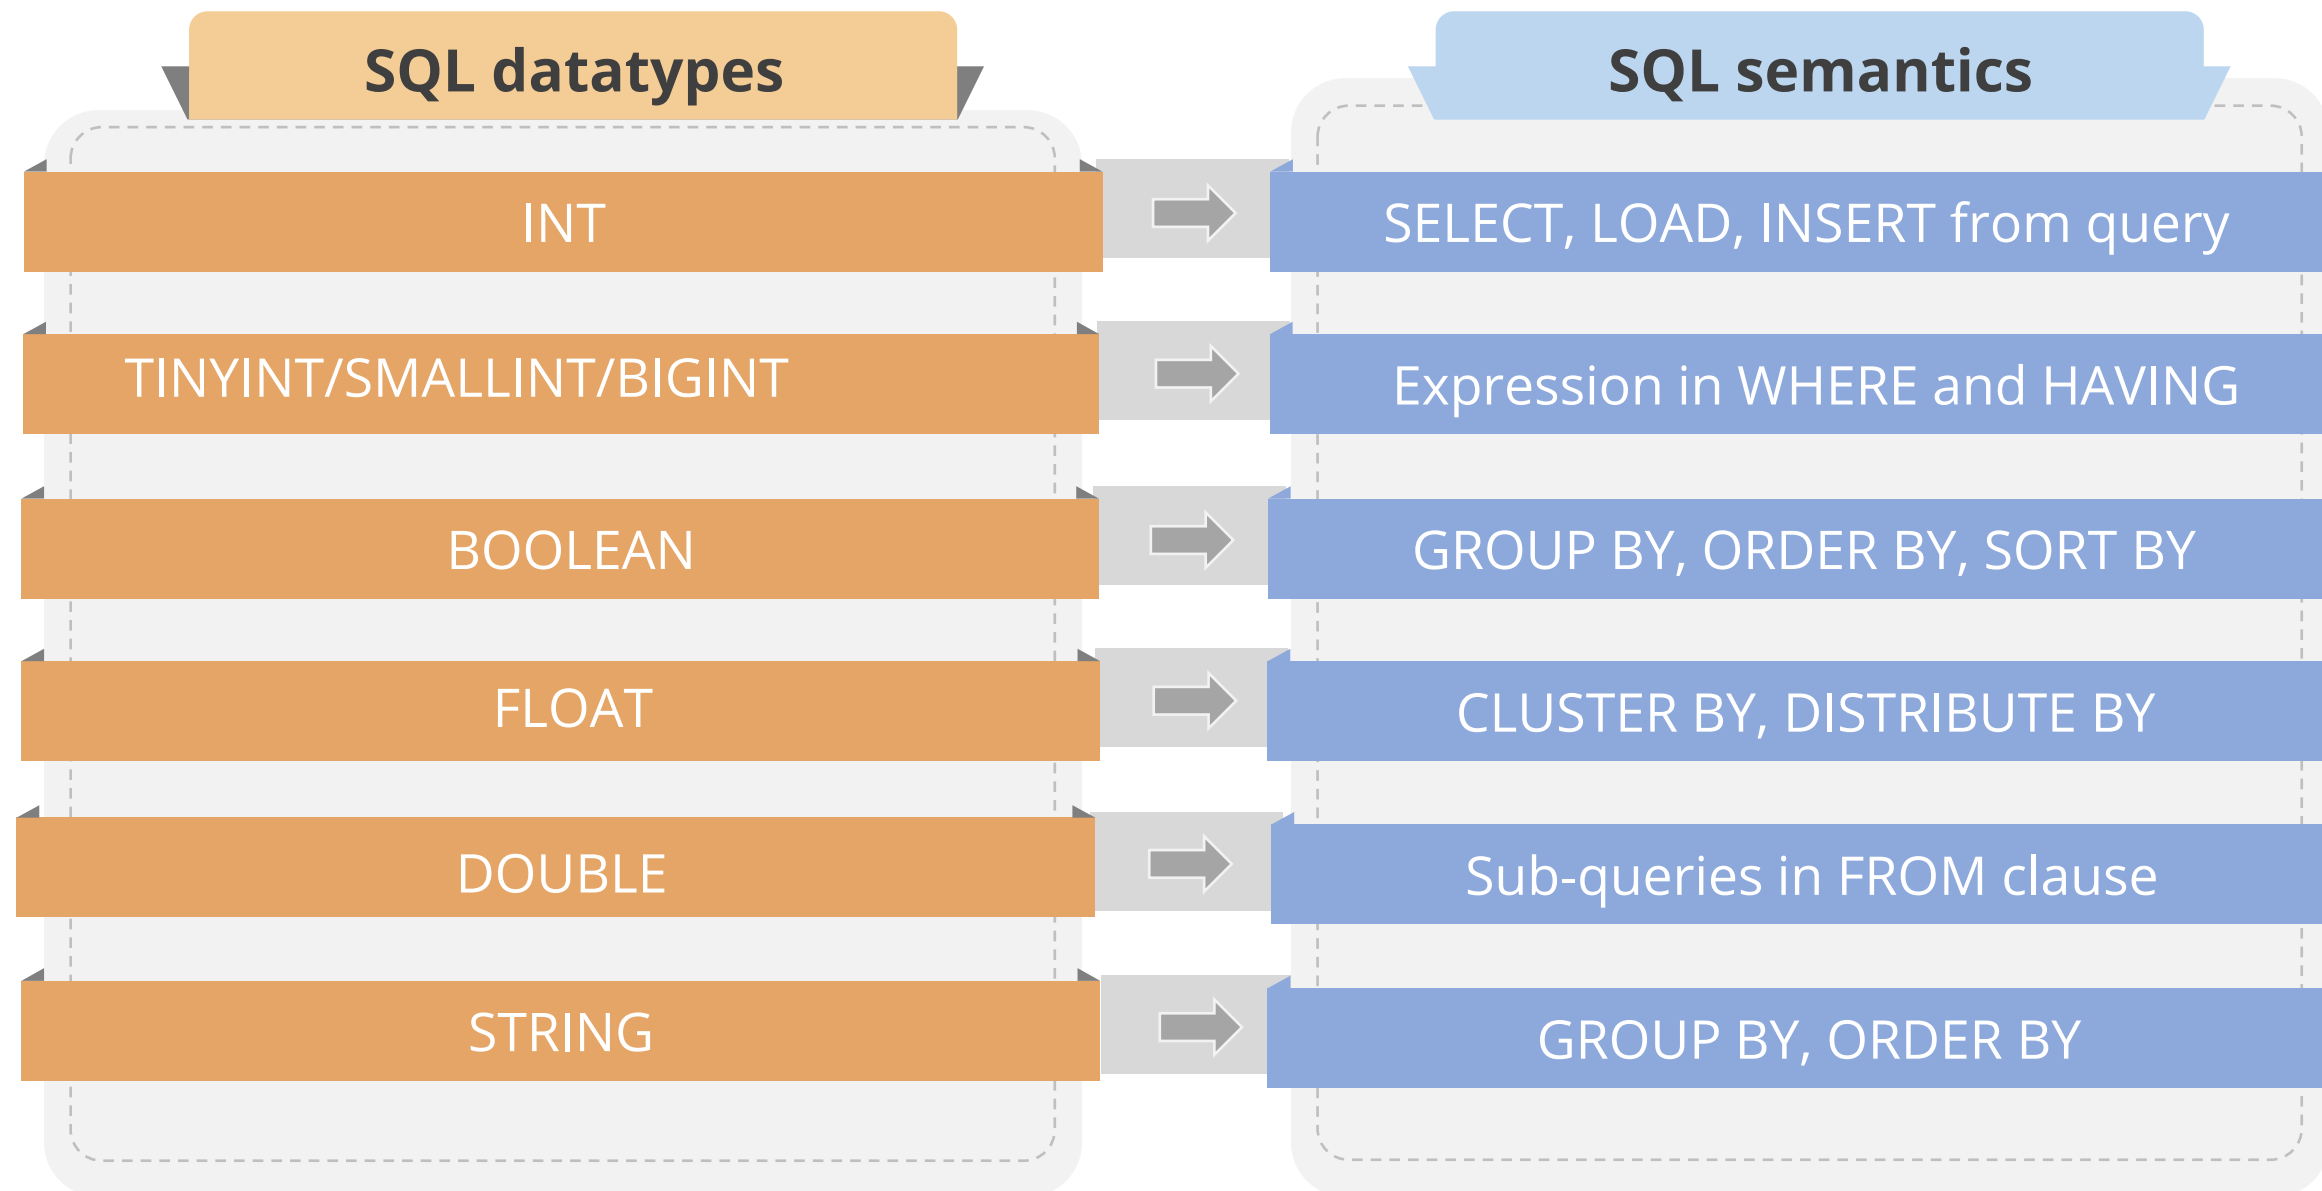 SQL datatypes
SQL semantics
INT
SELECT, LOAD, INSERT from query
TINYINT/SMALLINT/BIGINT
Expression in WHERE and HAVING
BOOLEAN
GROUP BY, ORDER BY, SORT BY
FLOAT
CLUSTER BY, DISTRIBUTE BY
DOUBLE
Sub-queries in FROM clause
STRING
GROUP BY, ORDER BY